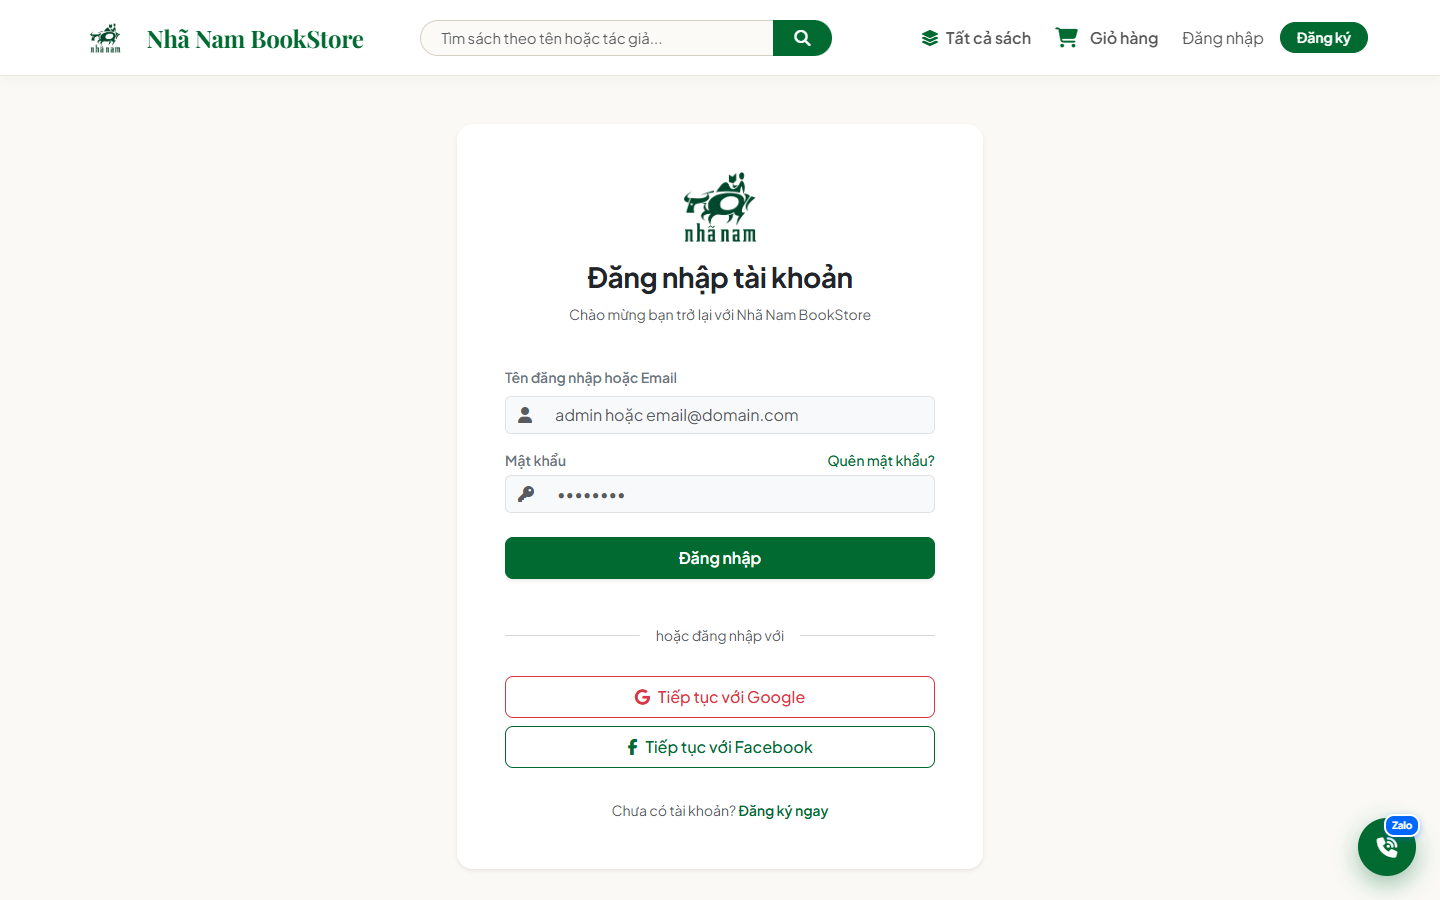 nhã nam
Nhã Nam BookStore
Tìm sách theo tên hoặc tác giả...
Tất cả sách
Giỏ hàng
Đăng nhập
Đăng ký
nhã nam
Đăng nhập tài khoản
Chào mừng bạn trở lại với Nhã Nam BookStore
Tên đăng nhập hoặc Email
admin hoặc email@domain.com
Mật khẩu
Quên mật khẩu?
••••••••
Đăng nhập
hoặc đăng nhập với
Tiếp tục với Google
Tiếp tục với Facebook
Chưa có tài khoản? Đăng ký ngay
Zalo